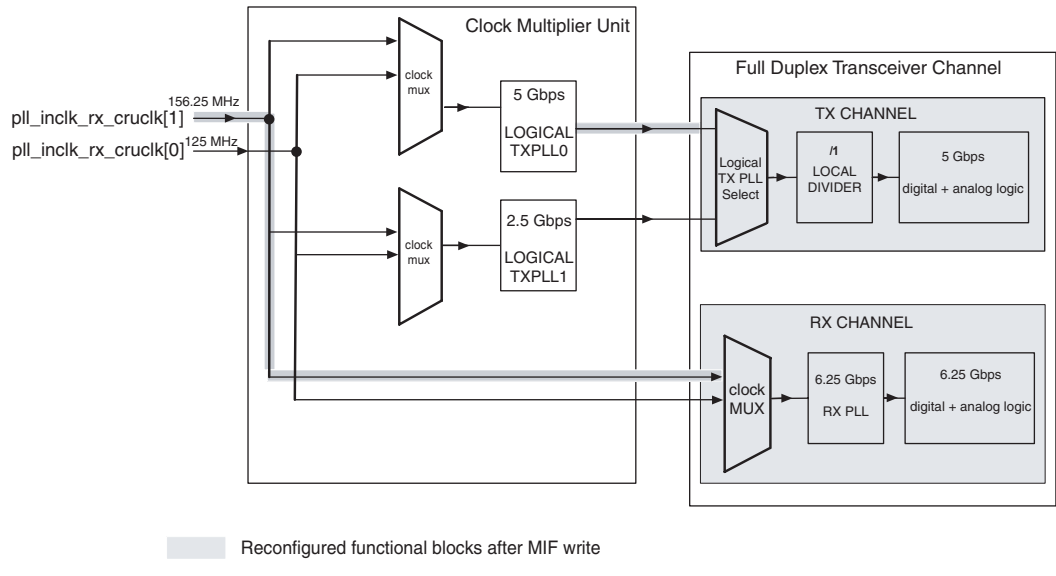 Clock Multiplier Unit
Full Duplex Transceiver Channel
pll_inclk_rx_cruclk[1]
156.25 MHz
pll_inclk_rx_cruclk[0]
125 MHz
clock
mux
5 Gbps
LOGICAL
TXPLL0
clock
mux
2.5 Gbps
LOGICAL
TXPLL1
TX CHANNEL
Logical
TX PLL
Select
/1
LOCAL
DIVIDER
5 Gbps
digital + analog logic
RX CHANNEL
clock
MUX
6.25 Gbps
RX PLL
6.25 Gbps
digital + analog logic
Reconfigured functional blocks after MIF write